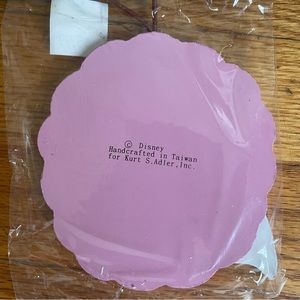 © Disney
Handcrafted in Taiwan
for Kurt S.Adler,Inc.